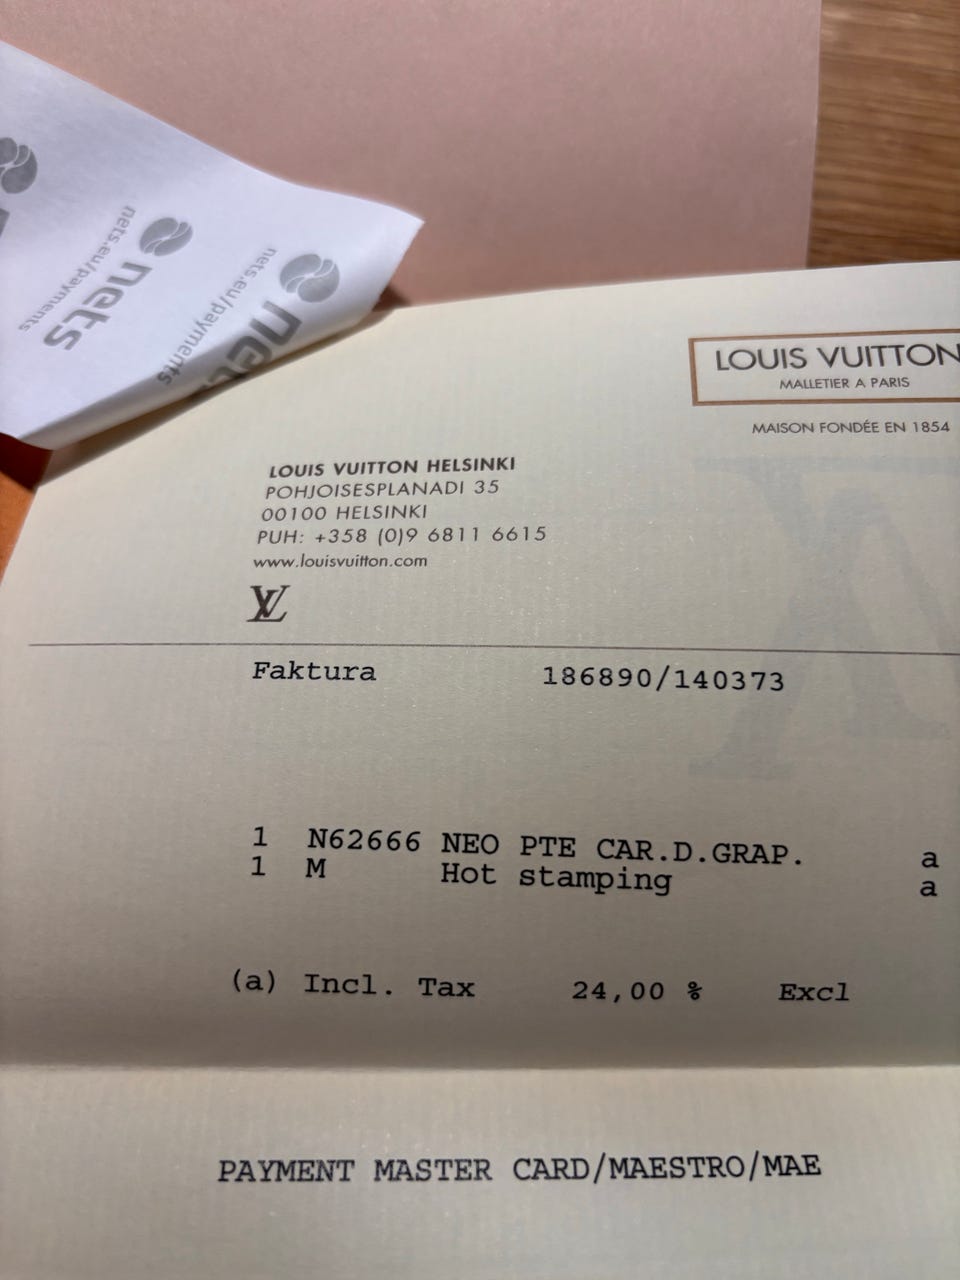 nets
nets.eu/payments
nets
nets.eu/payments
LOUIS VUITTON
MALLETIER A PARIS
MAISON FONDÉE EN 1854
LOUIS VUITTON HELSINKI
POHJOISESPLANADI 35
00100 HELSINKI
PUH: +358 (0)9 6811 6615
www.louisvuitton.com
LV
Faktura 186890/140373
1 N62666 NEO PTE CAR.D.GRAP. a
1 M Hot stamping a
(a) Incl. Tax 24,00 % Excl
PAYMENT MASTER CARD/MAESTRO/MAE